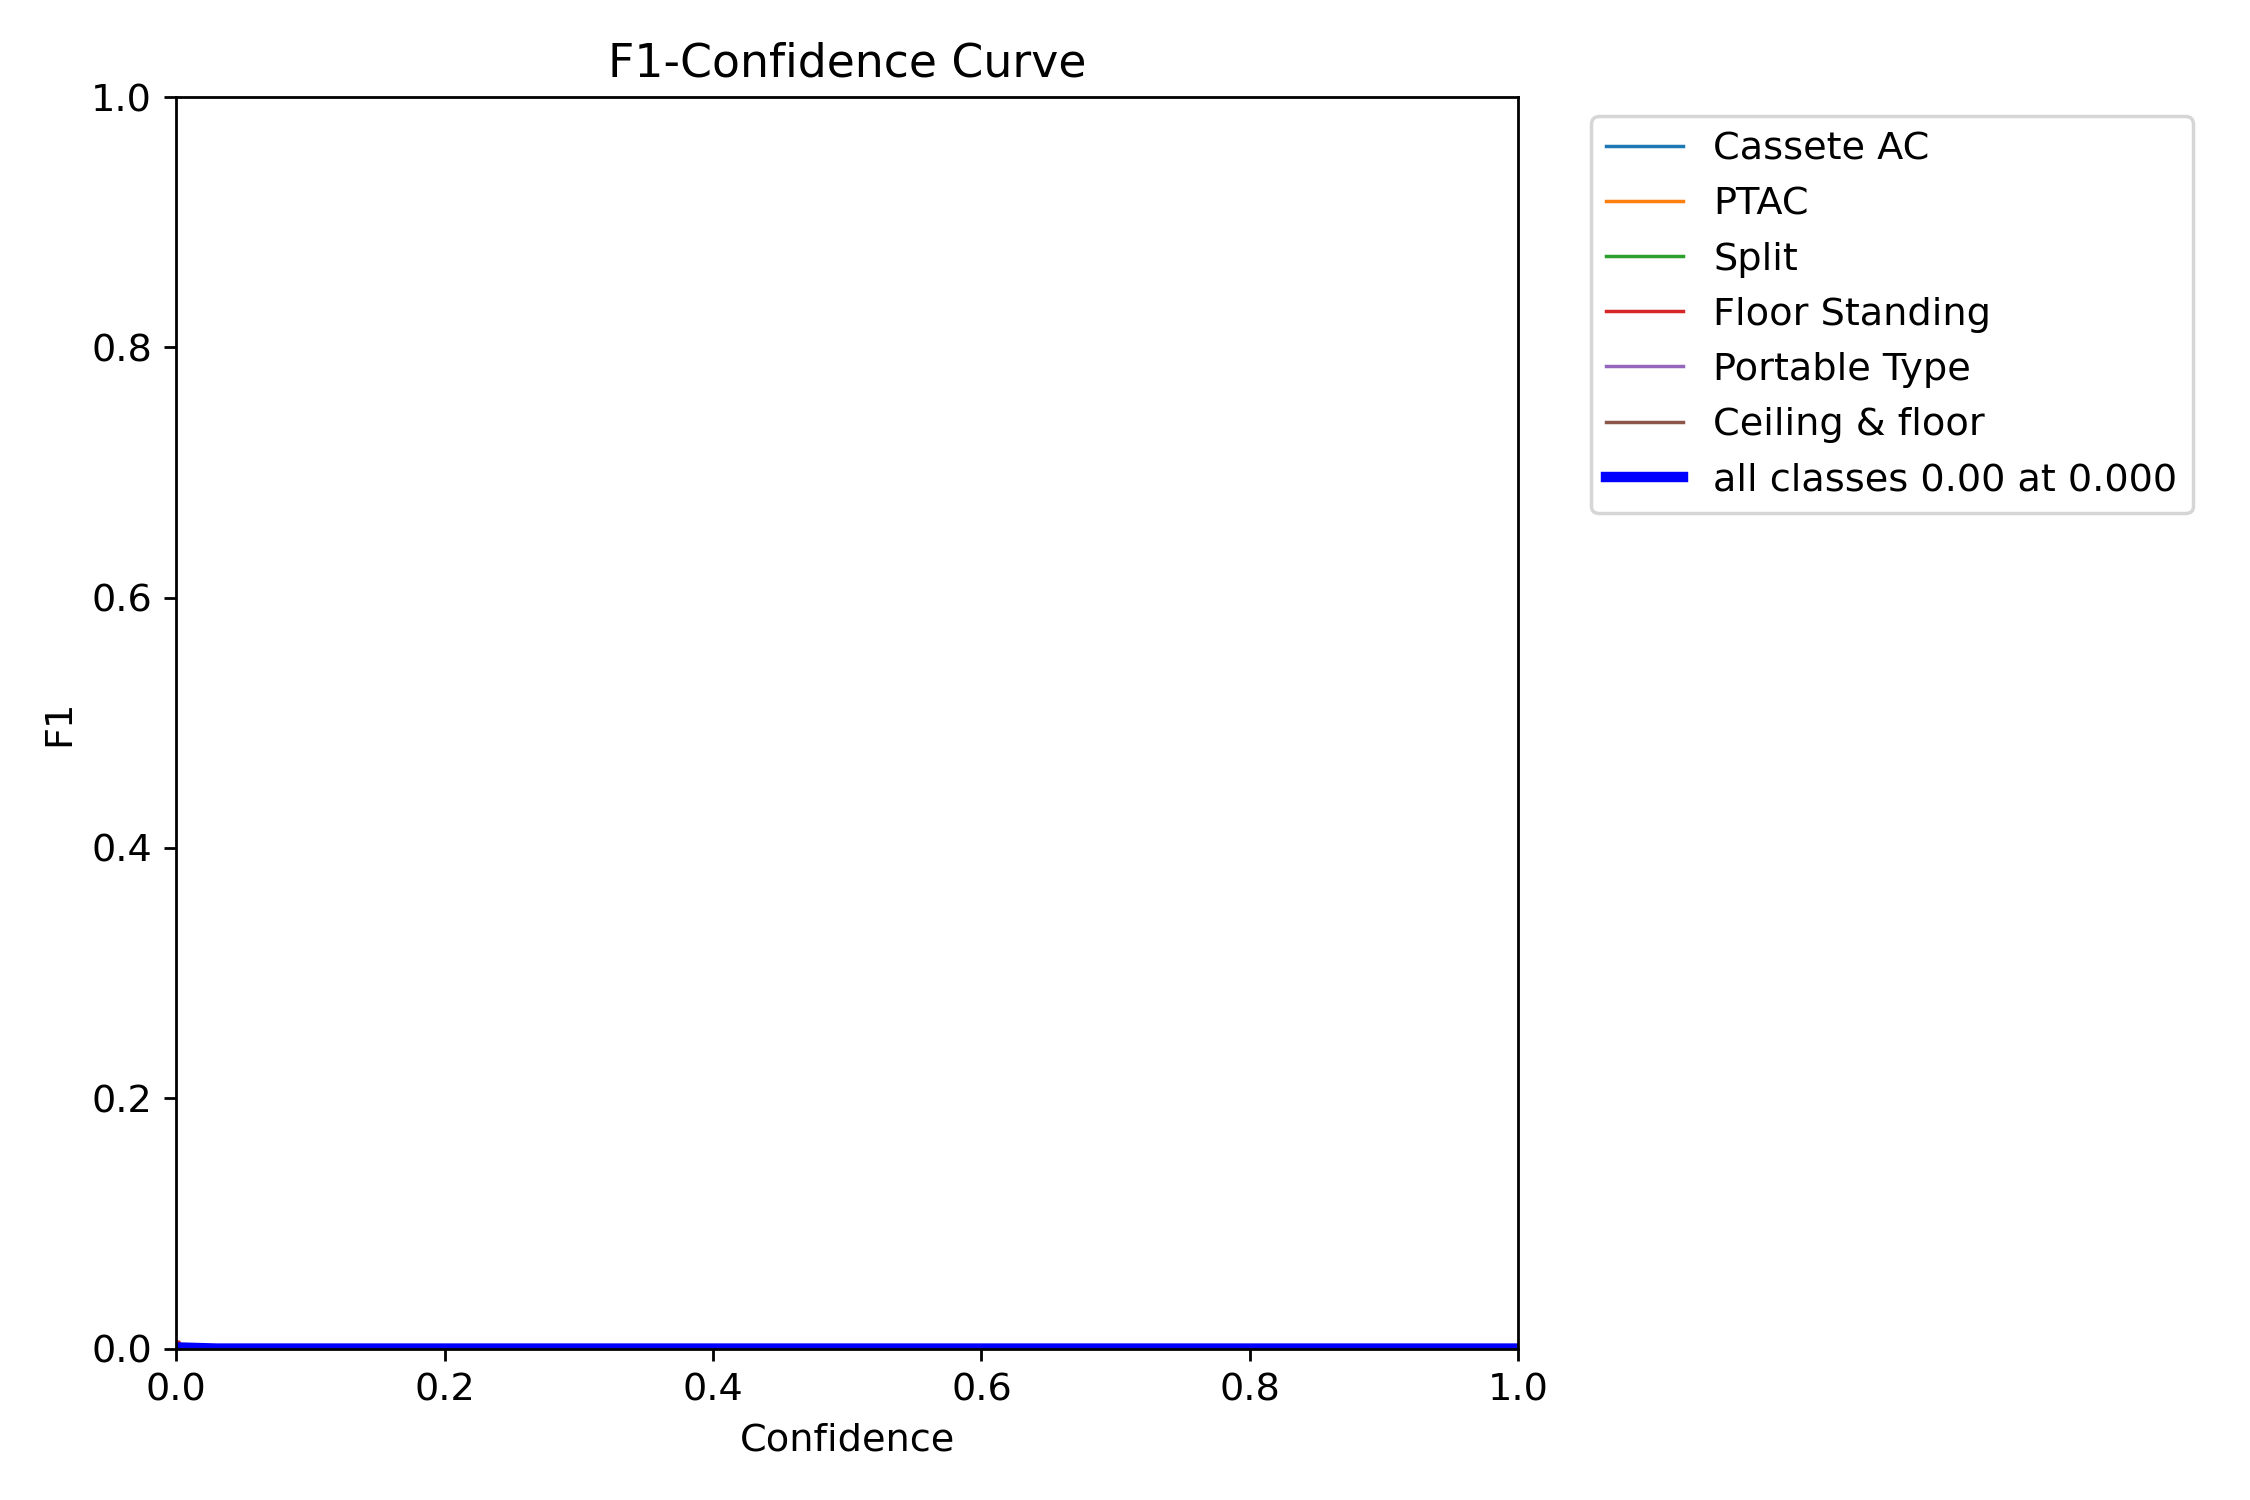 F1-Confidence Curve
1.0
0.8
0.6
0.4
0.2
0.0
F1
0.0 0.2 0.4 0.6 0.8 1.0
Confidence
Cassete AC
PTAC
Split
Floor Standing
Portable Type
Ceiling & floor
all classes 0.00 at 0.000